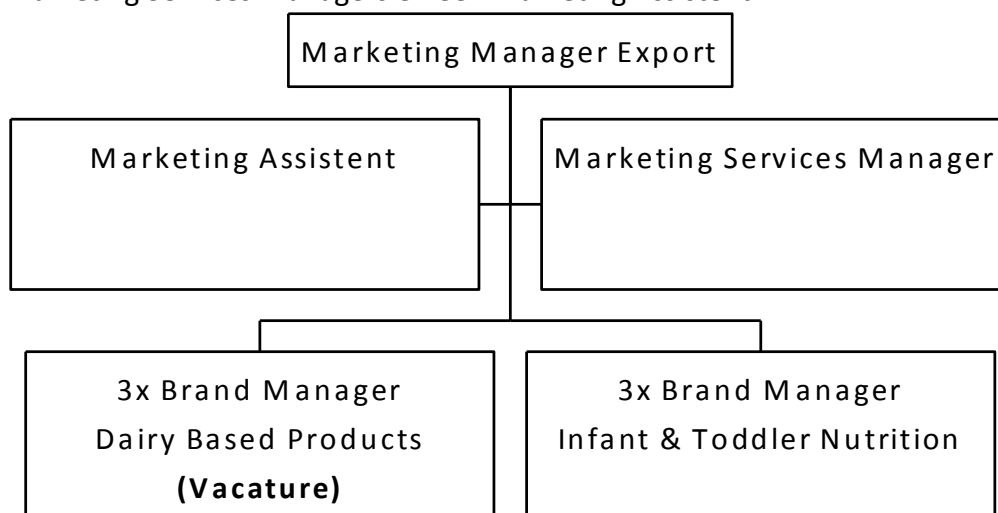 Marketing Manager Export
Marketing Assistent
Marketing Services Manager
3x Brand Manager
Dairy Based Products
(Vacature)
3x Brand Manager
Infant & Toddler Nutrition